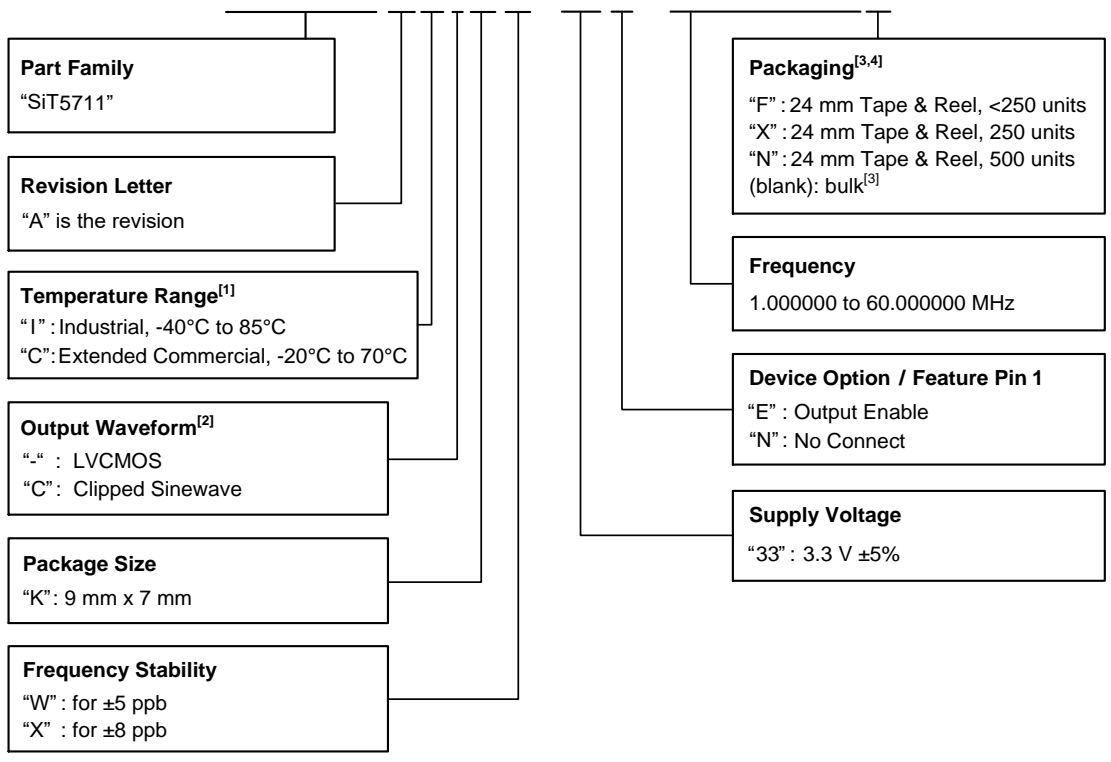 Part Family
“SiT5711”
Revision Letter
“A” is the revision
Temperature Range[1]
“I” : Industrial, -40°C to 85°C
“C”: Extended Commercial, -20°C to 70°C
Output Waveform[2]
“-“ : LVCMOS
“C”: Clipped Sinewave
Package Size
“K”: 9 mm x 7 mm
Frequency Stability
“W” : for ±5 ppb
“X” : for ±8 ppb
Packaging[3,4]
“F” : 24 mm Tape & Reel, <250 units
“X” : 24 mm Tape & Reel, 250 units
“N” : 24 mm Tape & Reel, 500 units
(blank): bulk[3]
Frequency
1.000000 to 60.000000 MHz
Device Option / Feature Pin 1
“E” : Output Enable
“N” : No Connect
Supply Voltage
“33” : 3.3 V ±5%